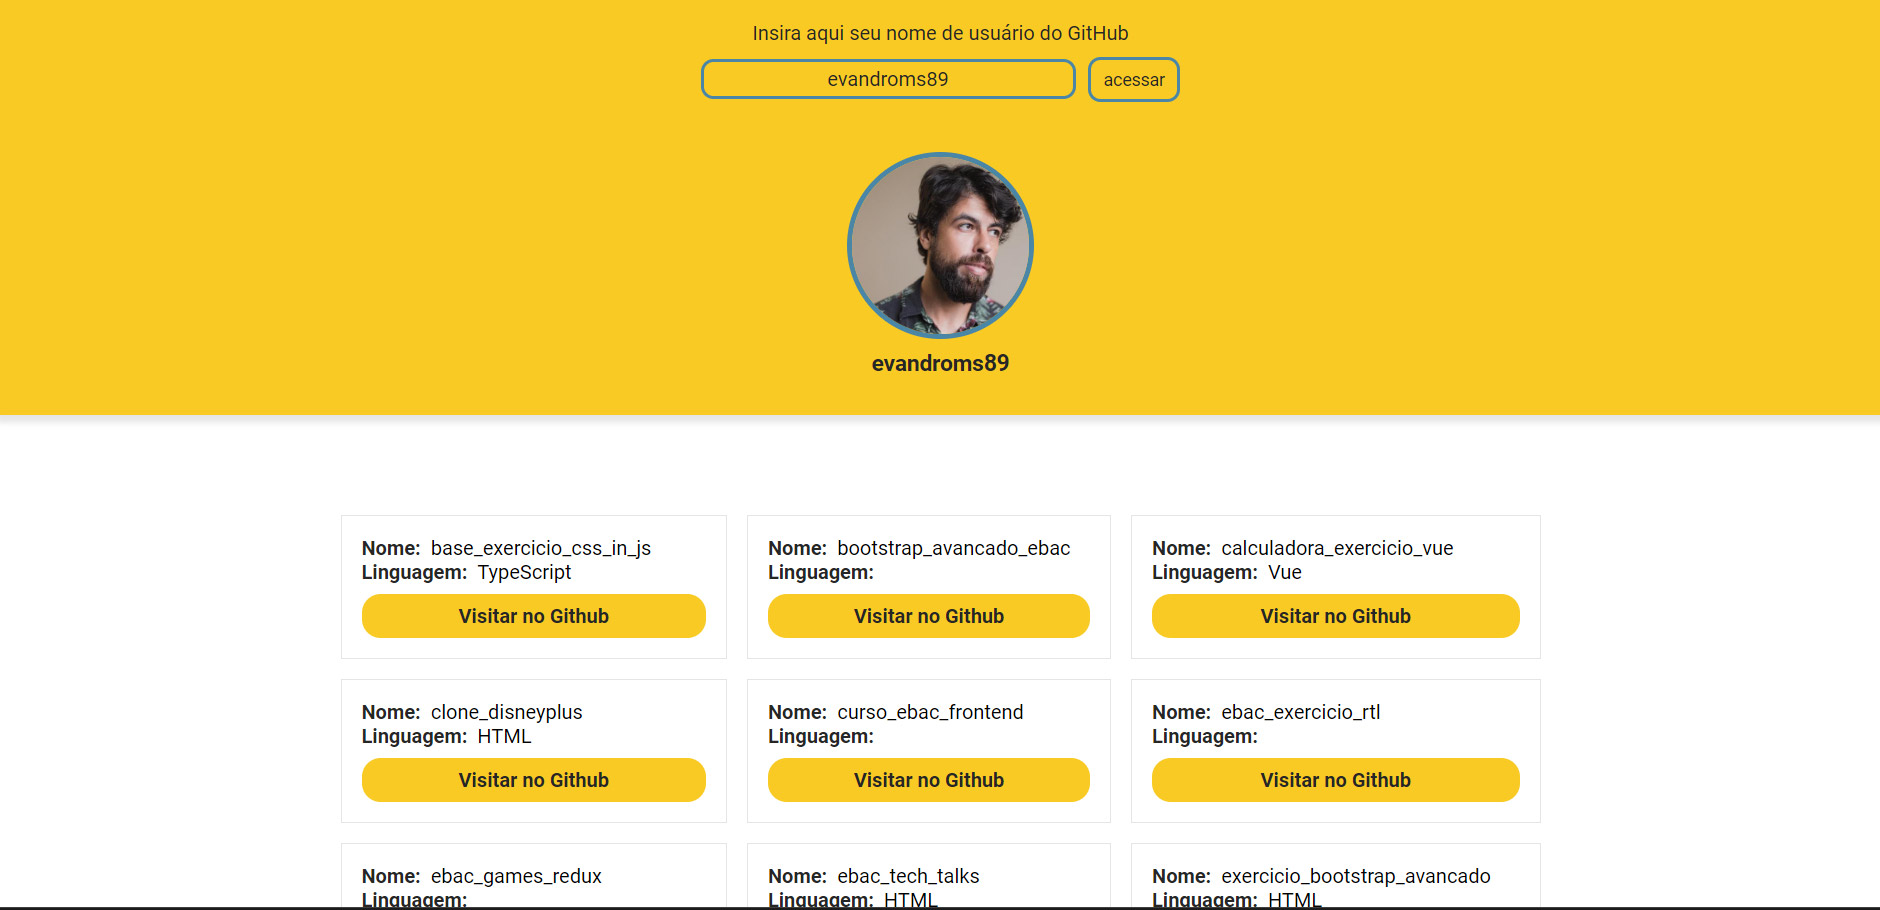 Insira aqui seu nome de usuário do GitHub
evandroms89 acessar
evandroms89
Nome: base_exercicio_css_in_js
Linguagem: TypeScript
Visitar no Github
Nome: bootstrap_avancado_ebac
Linguagem:
Visitar no Github
Nome: calculadora_exercicio_vue
Linguagem: Vue
Visitar no Github
Nome: clone_disneyplus
Linguagem: HTML
Visitar no Github
Nome: curso_ebac_frontend
Linguagem:
Visitar no Github
Nome: ebac_exercicio_rtl
Linguagem:
Visitar no Github
Nome: ebac_games_redux
Linguagem:
Nome: ebac_tech_talks
Linguagem: HTML
Nome: exercicio_bootstrap_avancado
Linguagem: HTML